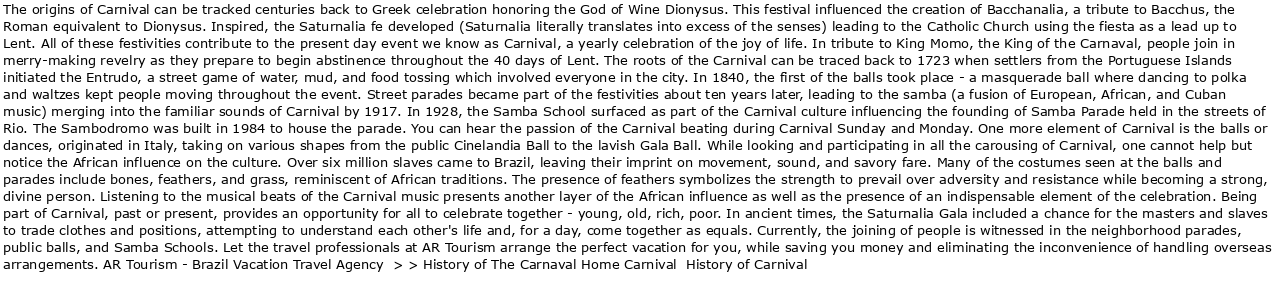 The origins of Carnival can be tracked centuries back to Greek celebration honoring the God of Wine Dionysus. This festival influenced the creation of Bacchanalia, a tribute to Bacchus, the
Roman equivalent to Dionysus. Inspired, the Saturnalia fe developed (Saturnalia literally translates into excess of the senses) leading to the Catholic Church using the fiesta as a lead up to
Lent. All of these festivities contribute to the present day event we know as Carnival, a yearly celebration of the joy of life. In tribute to King Momo, the King of the Carnaval, people join in
merry-making revelry as they prepare to begin abstinence throughout the 40 days of Lent. The roots of the Carnival can be traced back to 1723 when settlers from the Portuguese Islands
initiated the Entrudo, a street game of water, mud, and food tossing which involved everyone in the city. In 1840, the first of the balls took place - a masquerade ball where dancing to polka
and waltzes kept people moving throughout the event. Street parades became part of the festivities about ten years later, leading to the samba (a fusion of European, African, and Cuban
music) merging into the familiar sounds of Carnival by 1917. In 1928, the Samba School surfaced as part of the Carnival culture influencing the founding of Samba Parade held in the streets of
Rio. The Sambodromo was built in 1984 to house the parade. You can hear the passion of the Carnival beating during Carnival Sunday and Monday. One more element of Carnival is the balls or
dances, originated in Italy, taking on various shapes from the public Cinelandia Ball to the lavish Gala Ball. While looking and participating in all the carousing of Carnival, one cannot help but
notice the African influence on the culture. Over six million slaves came to Brazil, leaving their imprint on movement, sound, and savory fare. Many of the costumes seen at the balls and
parades include bones, feathers, and grass, reminiscent of African traditions. The presence of feathers symbolizes the strength to prevail over adversity and resistance while becoming a strong,
divine person. Listening to the musical beats of the Carnival music presents another layer of the African influence as well as the presence of an indispensable element of the celebration. Being
part of Carnival, past or present, provides an opportunity for all to celebrate together - young, old, rich, poor. In ancient times, the Saturnalia Gala included a chance for the masters and slaves
to trade clothes and positions, attempting to understand each other's life and, for a day, come together as equals. Currently, the joining of people is witnessed in the neighborhood parades,
public balls, and Samba Schools. Let the travel professionals at AR Tourism arrange the perfect vacation for you, while saving you money and eliminating the inconvenience of handling overseas
arrangements. AR Tourism - Brazil Vacation Travel Agency  > > History of The Carnaval Home Carnival  History of Carnival